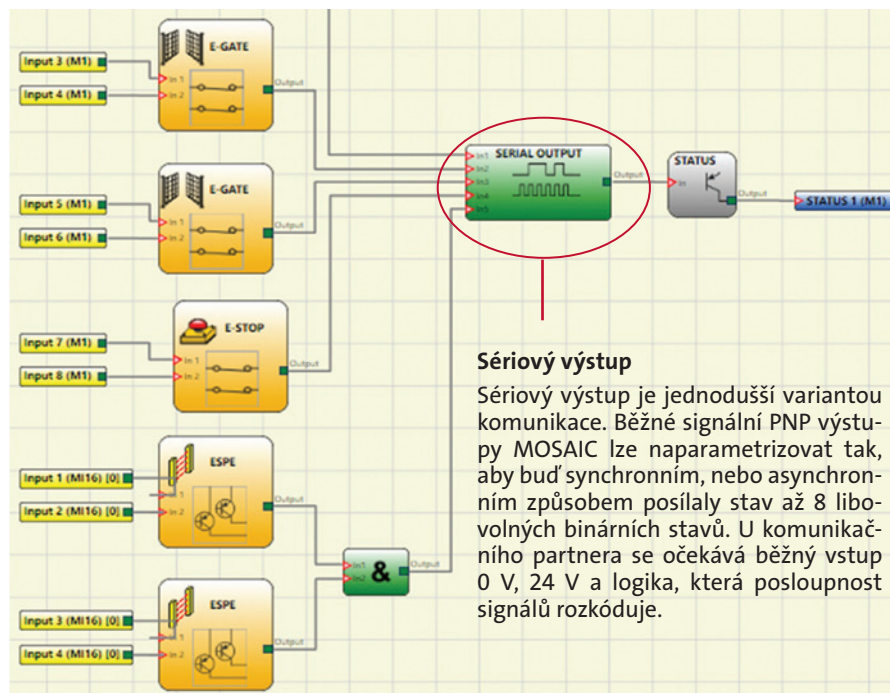 E-GATE
Input 3 (M1)
In 1
Output
Input 4 (M1)
In 2
SERIAL OUTPUT
In1
In2
In3
In4
In5
Output
STATUS
In
Output
STATUS 1 (M1)
E-GATE
Input 5 (M1)
In 1
Output
Input 6 (M1)
In 2
E-STOP
Input 7 (M1)
In 1
Output
Input 8 (M1)
In 2
Sériový výstup
Sériový výstup je jednodušší variantou
komunikace. Běžné signální PNP výstu-
py MOSAIC lze naparametrizovat tak,
aby buď synchronním, nebo asynchron-
ním způsobem posílaly stav až 8 libo-
volných binárních stavů. U komunikač-
ního partnera se očekává běžný vstup
0 V, 24 V a logika, která posloupnost
signálů rozkóduje.
ESPE
Input 1 (MI16) [0]
1
Output
Input 2 (MI16) [0]
In 2
In1
In2
&
Output
ESPE
Input 3 (MI16) [0]
1
Output
Input 4 (MI16) [0]
In 2